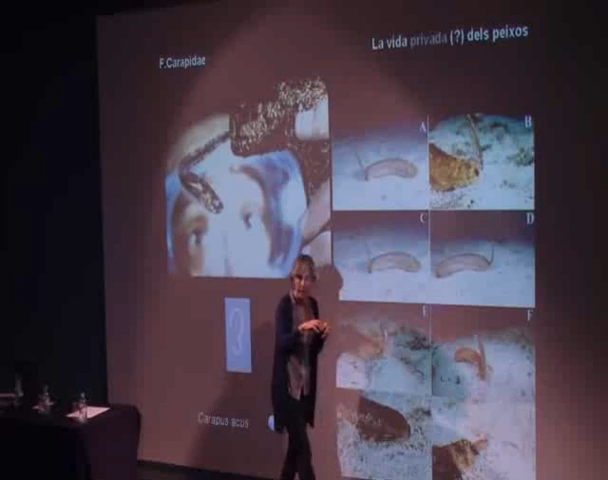 F.Carapidae
La vida privada (?) dels peixos
A
B
C
D
E
F
Carapus acus